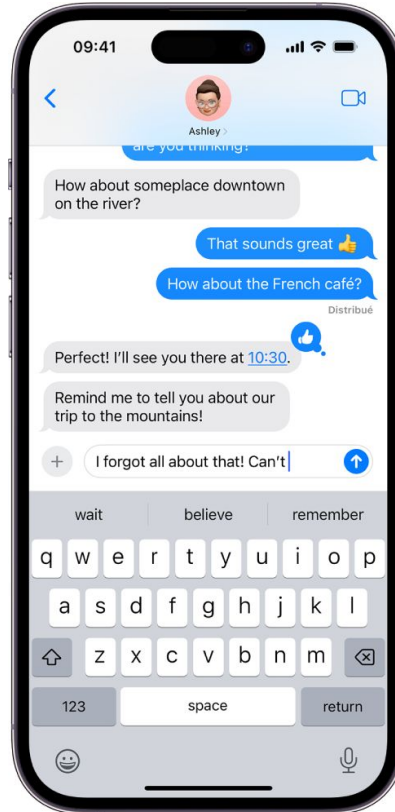 09:41
Ashley
are you thinking?
How about someplace downtown
on the river?
That sounds great 👍
How about the French café?
Distribué
Perfect! I'll see you there at 10:30.
Remind me to tell you about our
trip to the mountains!
I forgot all about that! Can't
wait believe remember
q w e r t y u i o p
a s d f g h j k l
z x c v b n m
123 space return